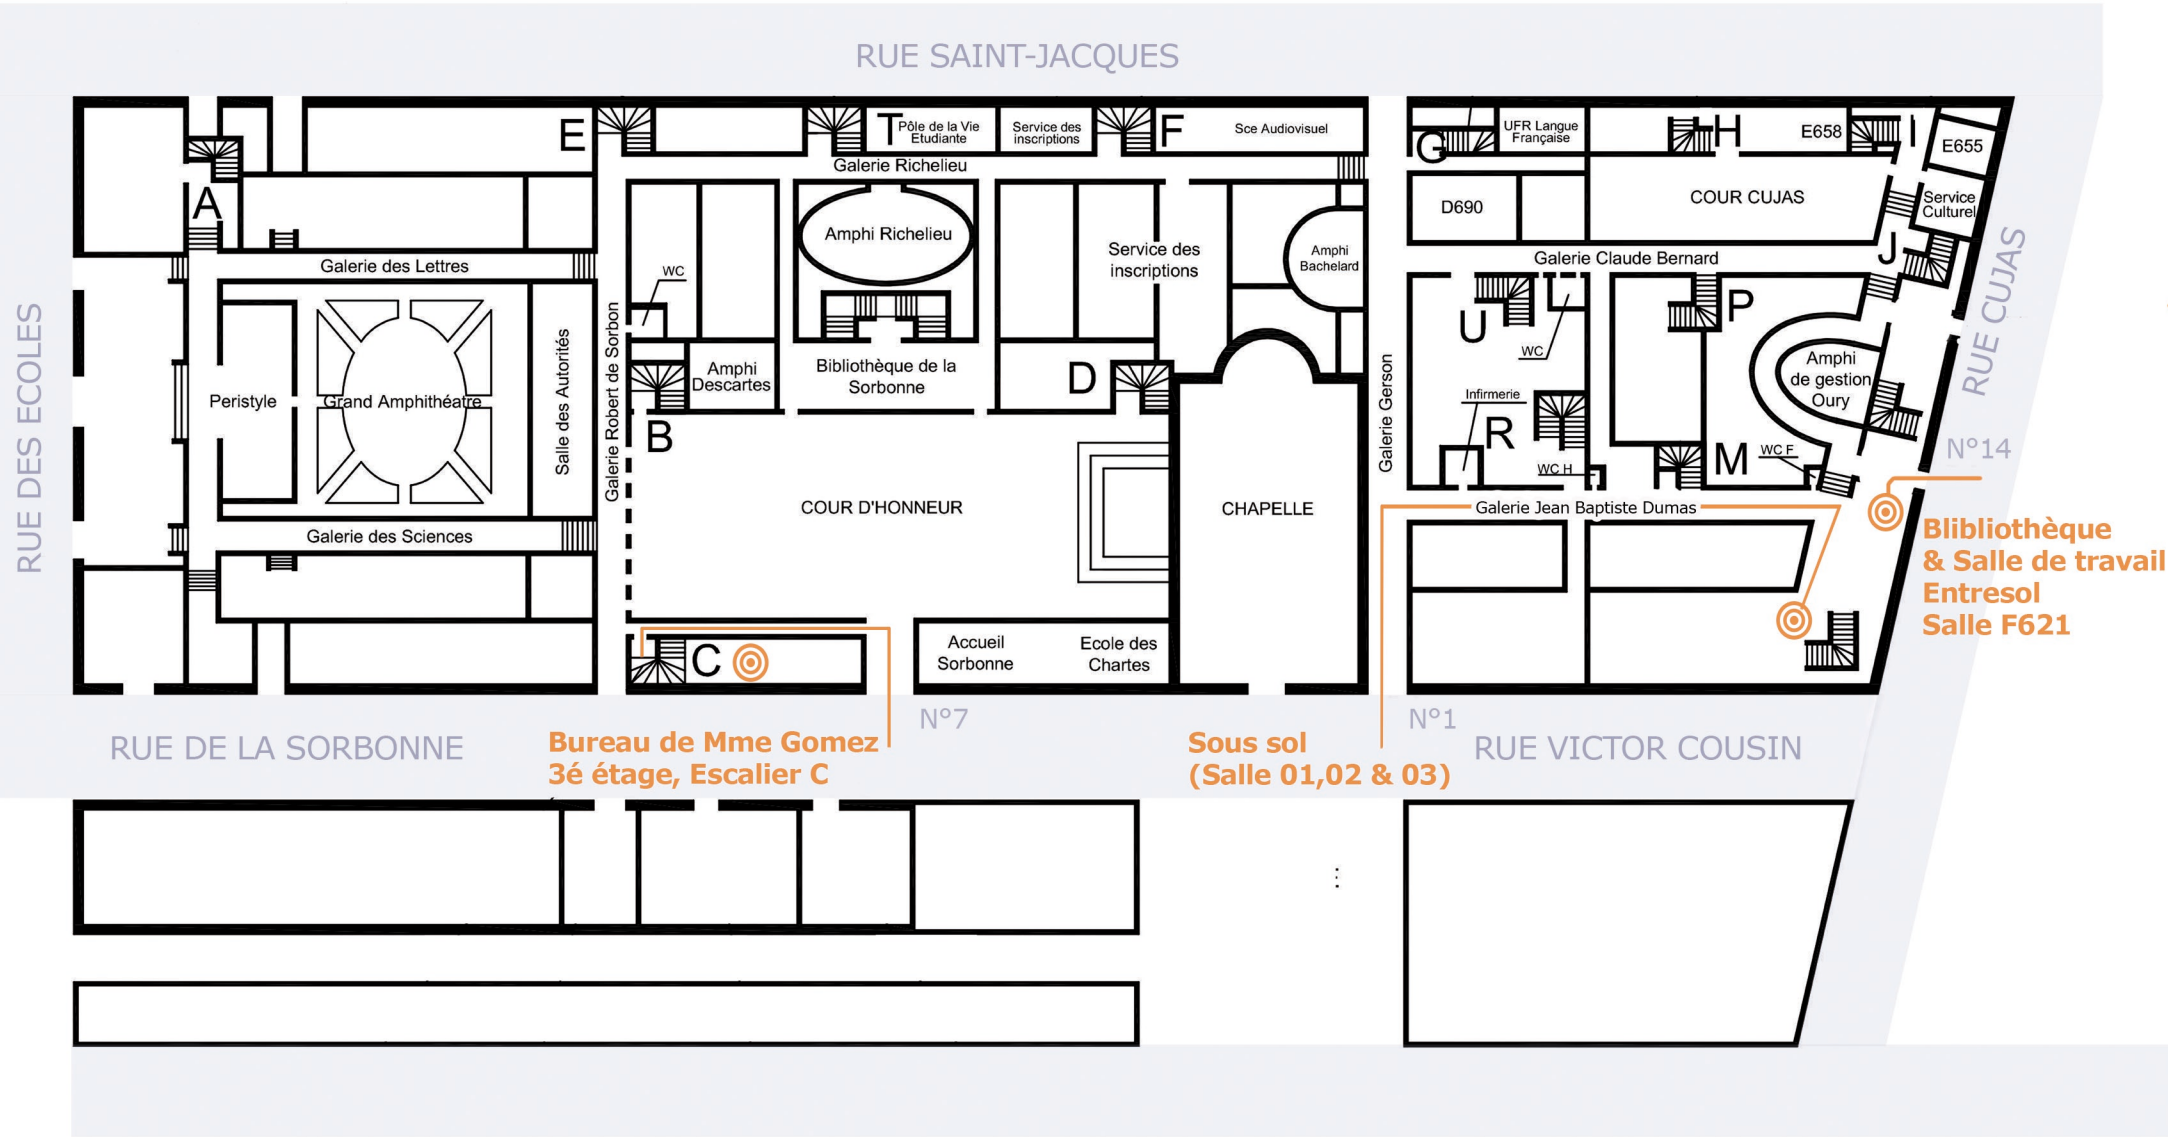 RUE SAINT-JACQUES
RUE DES ECOLES
RUE CUJAS
RUE DE LA SORBONNE
RUE VICTOR COUSIN
N°7
N°1
N°14
E
T
Pôle de la Vie
Etudiante
Service des
inscriptions
F
Sce Audiovisuel
G
UFR Langue
Française
H
E658
I
E655
Galerie Richelieu
A
Amphi Richelieu
Service des
inscriptions
Amphi
Bachelard
D690
COUR CUJAS
Service
Culturel
J
Galerie des Lettres
WC
Galerie Claude Bernard
Peristyle
Grand Amphithéatre
Salle des Autorités
Galerie Robert de Sorbon
Amphi
Descartes
Bibliothèque de la
Sorbonne
D
B
Galerie Gerson
U
WC
P
Amphi
de gestion
Oury
Infirmerie
R
WC H
M
WC F
COUR D'HONNEUR
CHAPELLE
Galerie Jean Baptiste Dumas
Galerie des Sciences
C
Accueil
Sorbonne
Ecole des
Chartes
Blibliothèque
& Salle de travail
Entresol
Salle F621
Bureau de Mme Gomez
3é étage, Escalier C
Sous sol
(Salle 01,02 & 03)